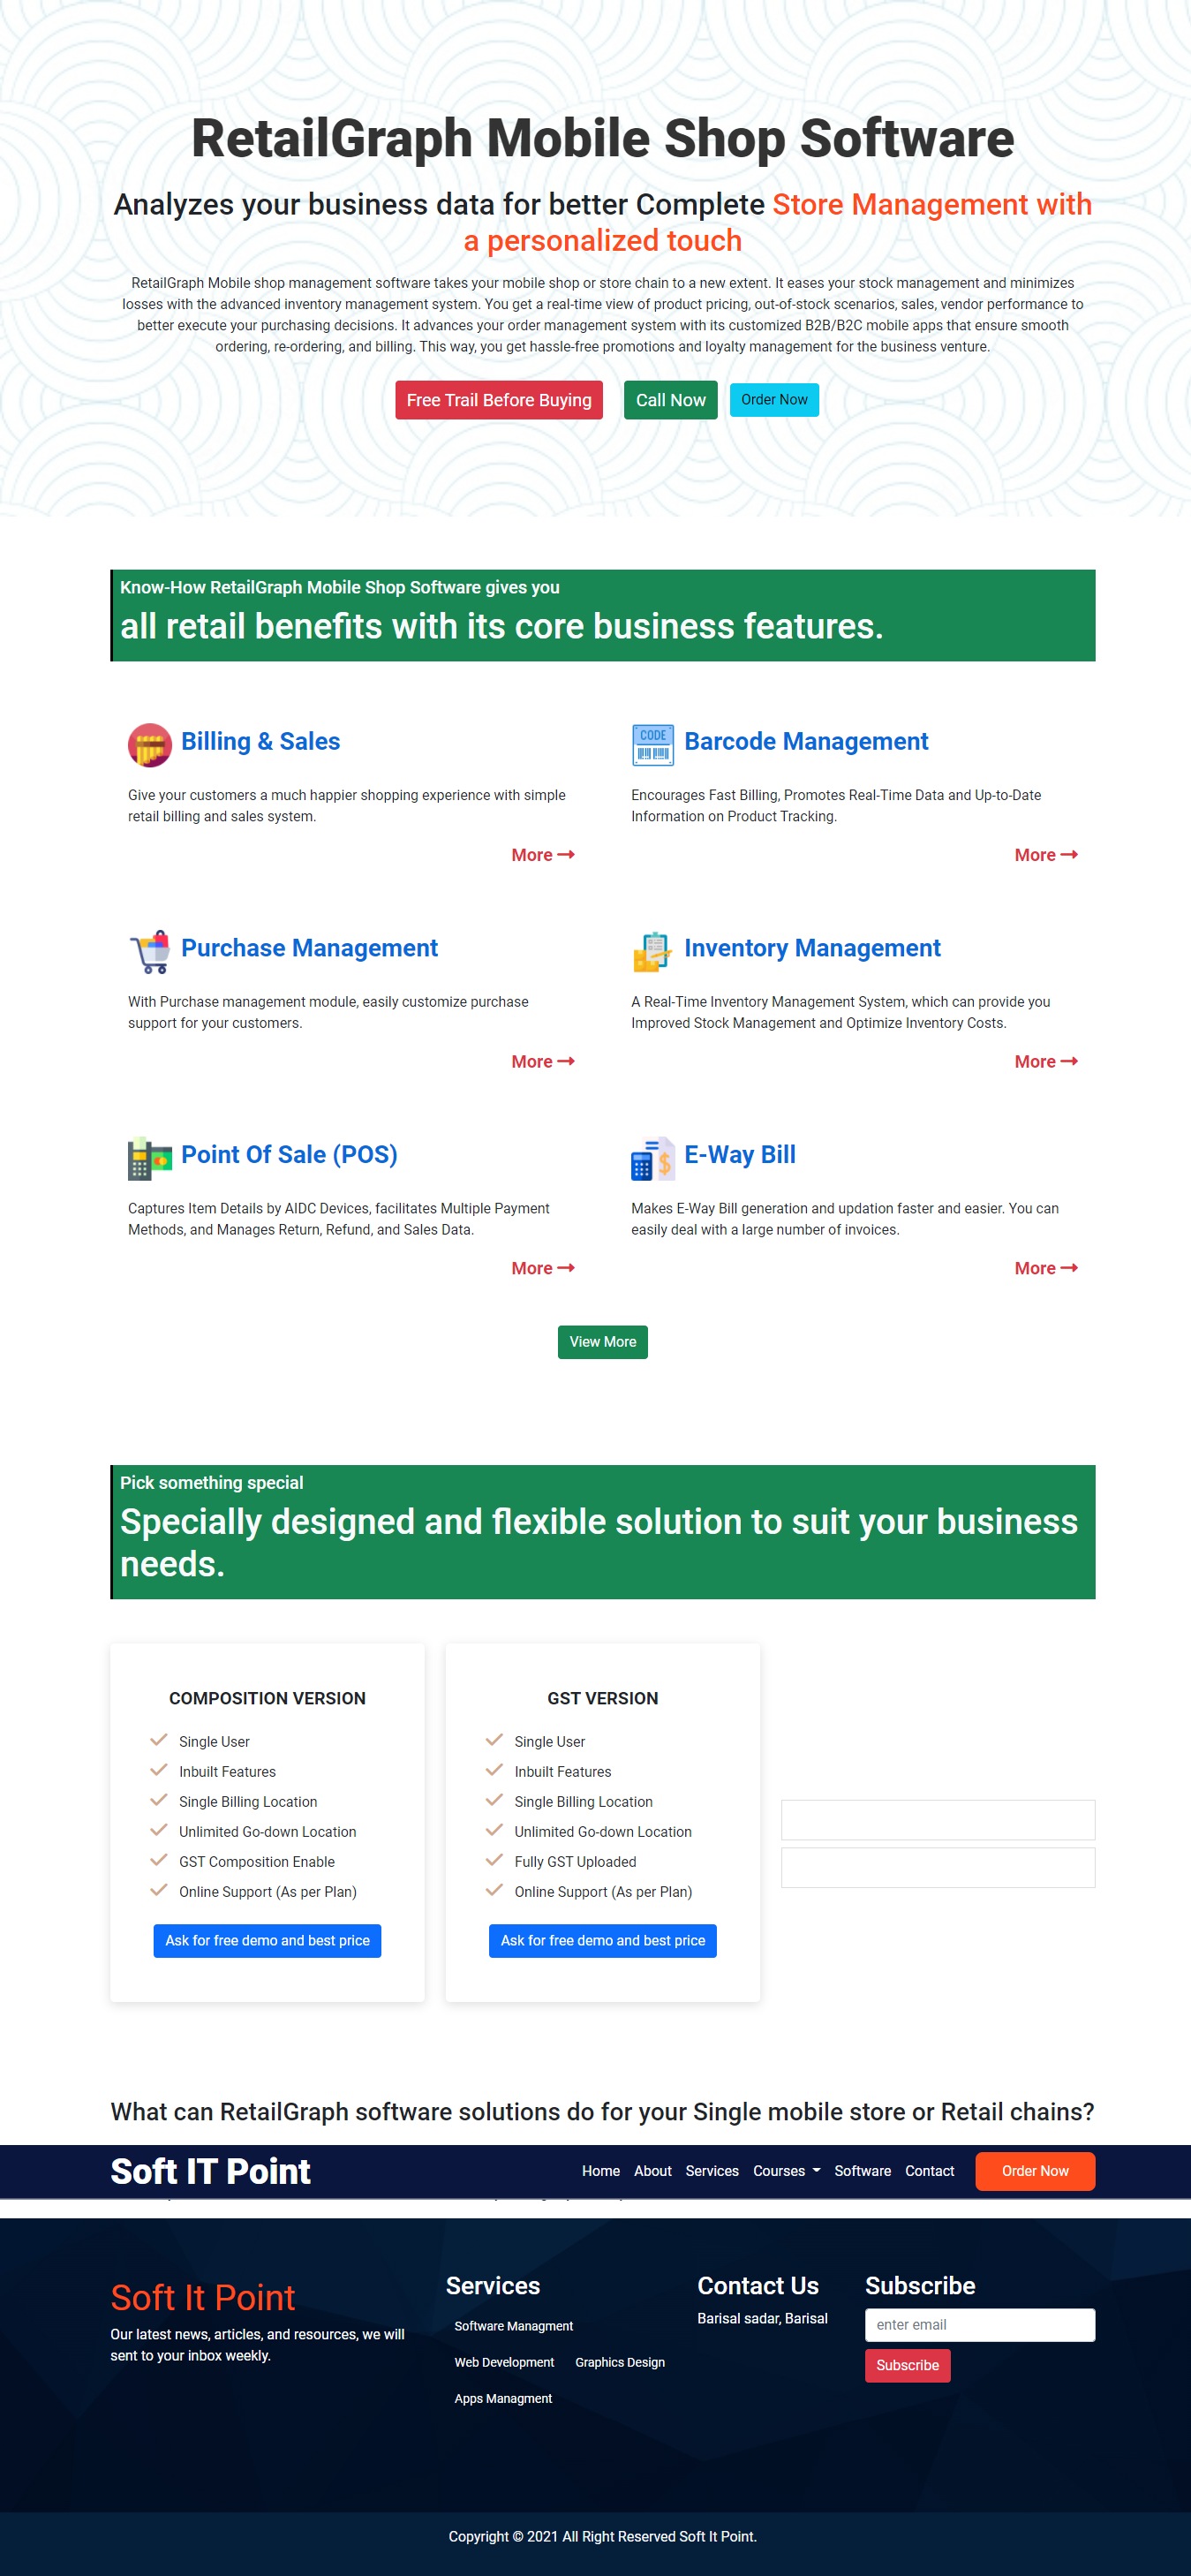 RetailGraph Mobile Shop Software
Analyzes your business data for better Complete Store Management with
a personalized touch
RetailGraph Mobile shop management software takes your mobile shop or store chain to a new extent. It eases your stock management and minimizes
losses with the advanced inventory management system. You get a real-time view of product pricing, out-of-stock scenarios, sales, vendor performance to
better execute your purchasing decisions. It advances your order management system with its customized B2B/B2C mobile apps that ensure smooth
ordering, re-ordering, and billing. This way, you get hassle-free promotions and loyalty management for the business venture.
Free Trail Before Buying Call Now Order Now
Know-How RetailGraph Mobile Shop Software gives you
all retail benefits with its core business features.
Billing & Sales
Give your customers a much happier shopping experience with simple
retail billing and sales system.
More
CODE
Barcode Management
Encourages Fast Billing, Promotes Real-Time Data and Up-to-Date
Information on Product Tracking.
More
Purchase Management
With Purchase management module, easily customize purchase
support for your customers.
More
Inventory Management
A Real-Time Inventory Management System, which can provide you
Improved Stock Management and Optimize Inventory Costs.
More
Point Of Sale (POS)
Captures Item Details by AIDC Devices, facilitates Multiple Payment
Methods, and Manages Return, Refund, and Sales Data.
More
E-Way Bill
Makes E-Way Bill generation and updation faster and easier. You can
easily deal with a large number of invoices.
More
View More
Pick something special
Specially designed and flexible solution to suit your business
needs.
COMPOSITION VERSION
Single User
Inbuilt Features
Single Billing Location
Unlimited Go-down Location
GST Composition Enable
Online Support (As per Plan)
Ask for free demo and best price
GST VERSION
Single User
Inbuilt Features
Single Billing Location
Unlimited Go-down Location
Fully GST Uploaded
Online Support (As per Plan)
Ask for free demo and best price
What can RetailGraph software solutions do for your Single mobile store or Retail chains?
Soft IT Point Home About Services Courses Software Contact Order Now
Soft It Point
Our latest news, articles, and resources, we will
sent to your inbox weekly.
Services
Software Managment
Web Development Graphics Design
Apps Managment
Contact Us
Barisal sadar, Barisal
Subscribe
enter email
Subscribe
Copyright © 2021 All Right Reserved Soft It Point.